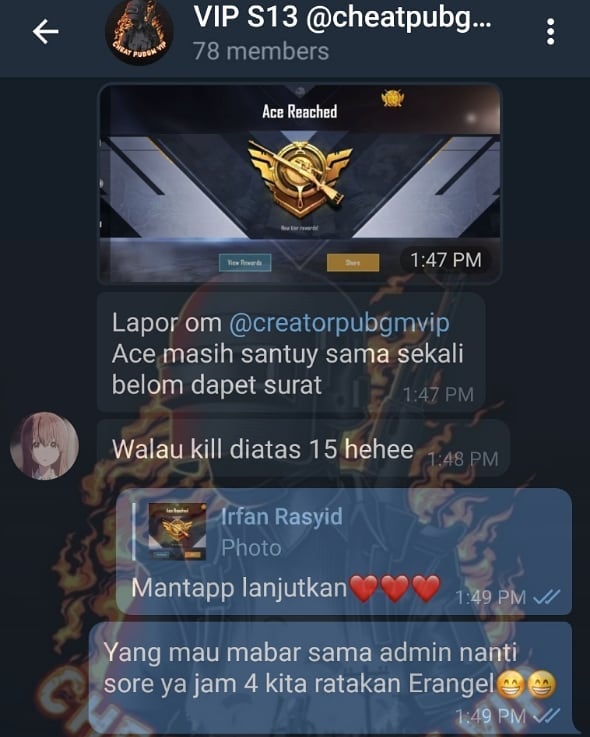 VIP S13 @cheatpubg...
78 members
CHEAT PUBGM VIP
Ace Reached
New tier rewards!
View Rewards
Share
1:47 PM
Lapor om @creatorpubgmvip
Ace masih santuy sama sekali
belom dapet surat
1:47 PM
Walau kill diatas 15 hehee
1:48 PM
Irfan Rasyid
Photo
Mantapp lanjutkan❤️❤️❤️
1:49 PM
Yang mau mabar sama admin nanti
sore ya jam 4 kita ratakan Erangel😁😁
1:49 PM